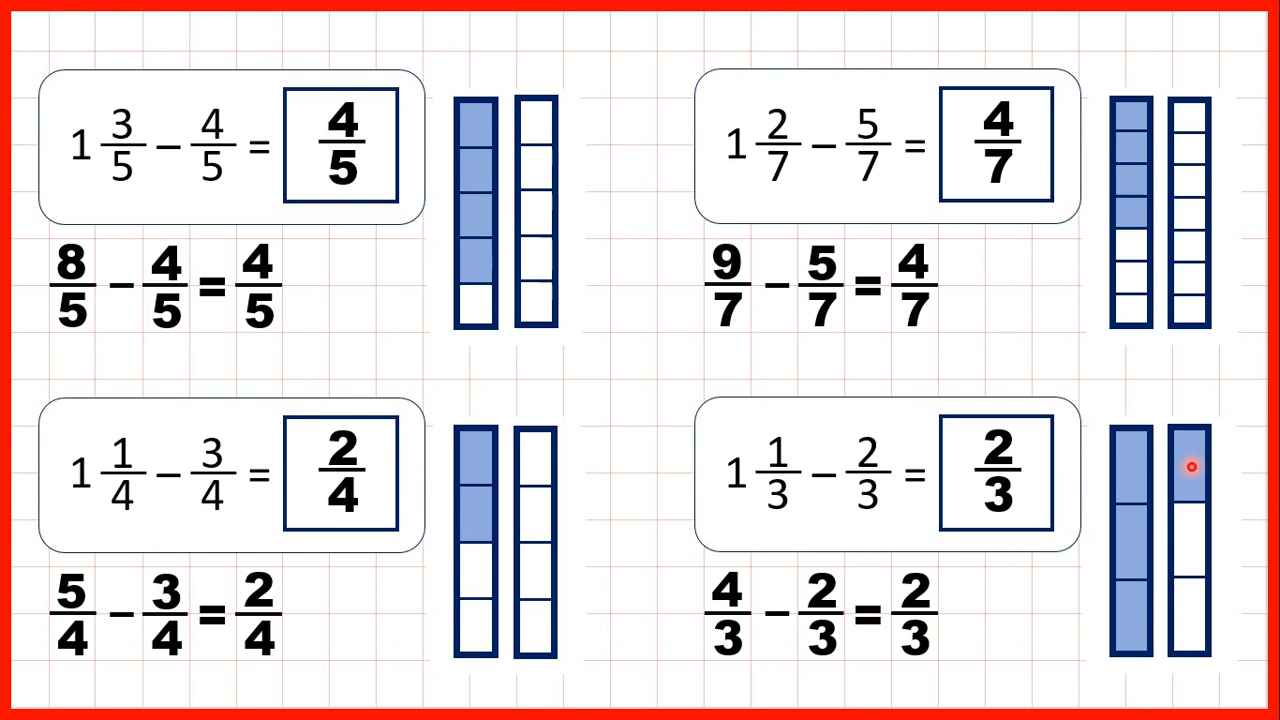 1 3/5 – 4/5 = 4/5
8/5 – 4/5 = 4/5
1 2/7 – 5/7 = 4/7
9/7 – 5/7 = 4/7
1 1/4 – 3/4 = 2/4
5/4 – 3/4 = 2/4
1 1/3 – 2/3 = 2/3
4/3 – 2/3 = 2/3